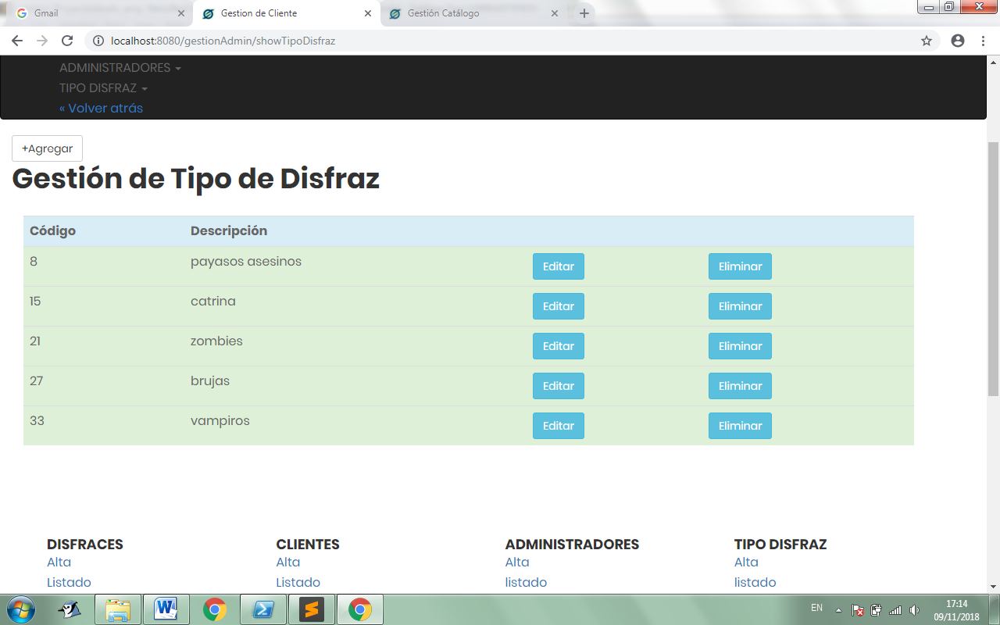 Gmail
Gestion de Cliente
Gestión Catálogo
localhost:8080/gestionAdmin/showTipoDisfraz
ADMINISTRADORES
TIPO DISFRAZ
« Volver atrás
+Agregar
Gestión de Tipo de Disfraz
Código Descripción
8 payasos asesinos Editar Eliminar
15 catrina Editar Eliminar
21 zombies Editar Eliminar
27 brujas Editar Eliminar
33 vampiros Editar Eliminar
DISFRACES CLIENTES ADMINISTRADORES TIPO DISFRAZ
Alta Alta Alta Alta
Listado Listado listado listado
EN
17:14
09/11/2018